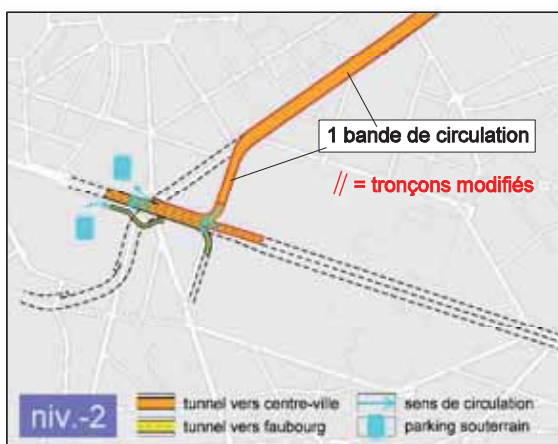 1 bande de circulation
// = tronçons modifiés
niv.-2
tunnel vers centre-ville
tunnel vers faubourg
sens de circulation
parking souterrain